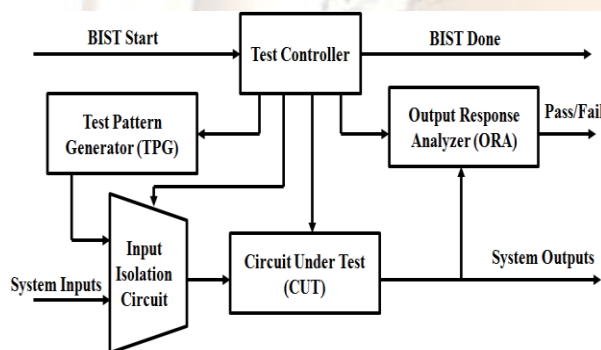 BIST Start
Test Controller
BIST Done
Test Pattern
Generator (TPG)
Output Response
Analyzer (ORA)
Pass/Fail
Input
Isolation
Circuit
System Inputs
Circuit Under Test
(CUT)
System Outputs